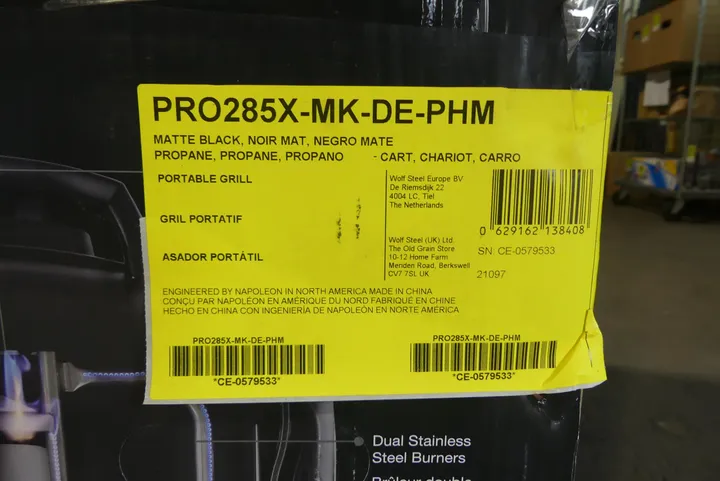 PRO285X-MK-DE-PHM
MATTE BLACK, NOIR MAT, NEGRO MATE
PROPANE, PROPANE, PROPANO - CART, CHARIOT, CARRO
PORTABLE GRILL
GRIL PORTATIF
ASADOR PORTÁTIL
Wolf Steel Europe BV
De Riemsdijk 22
4004 LC, Tiel
The Netherlands
Wolf Steel (UK) Ltd.
The Old Grain Store
10-12 Home Farm
Meriden Road, Berkswell
CV7 7SL UK
0 629162 138408
SN: CE-0579533
21097
ENGINEERED BY NAPOLEON IN NORTH AMERICA MADE IN CHINA
CONÇU PAR NAPOLÉON EN AMÉRIQUE DU NORD FABRIQUÉ EN CHINE
HECHO EN CHINA CON INGENIERÍA DE NAPOLEÓN EN NORTE AMÉRICA
PRO285X-MK-DE-PHM
*CE-0579533*
PRO285X-MK-DE-PHM
*CE-0579533*
Dual Stainless
Steel Burners
Brûleur double